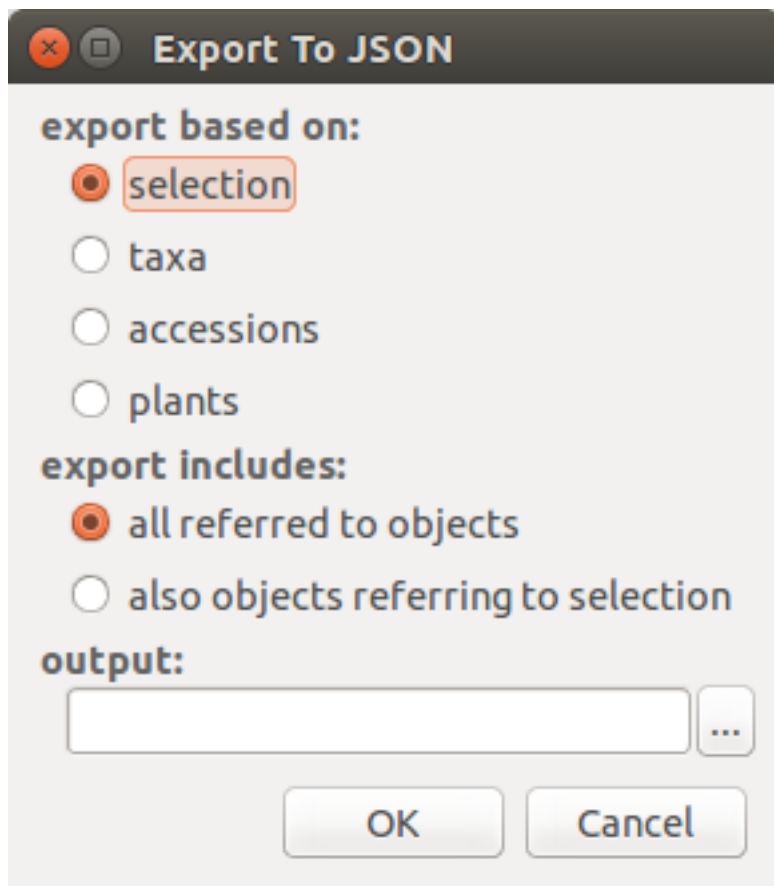 Export To JSON
export based on:
selection
taxa
accessions
plants
export includes:
all referred to objects
also objects referring to selection
output:
...
OK Cancel